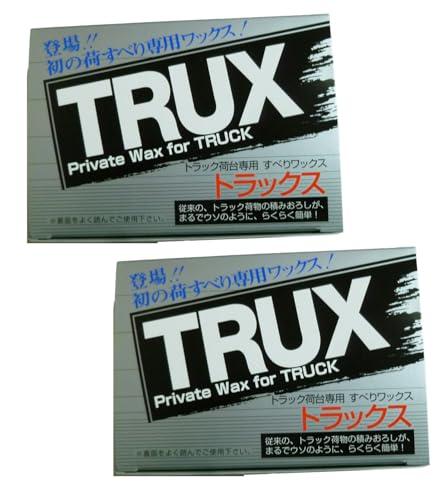 登場!!
初の荷すべり専用ワックス!
TRUX
Private Wax for TRUCK
トラック荷台専用 すべりワックス
トラックス
従来の、トラック荷物の積みおろしが、
まるでウソのように、らくらく簡単!
※裏面をよく読んでご使用下さい。
登場!!
初の荷すべり専用ワックス!
TRUX
Private Wax for TRUCK
トラック荷台専用 すべりワックス
トラックス
従来の、トラック荷物の積みおろしが、
まるでウソのように、らくらく簡単!
※裏面をよく読んでご使用下さい。